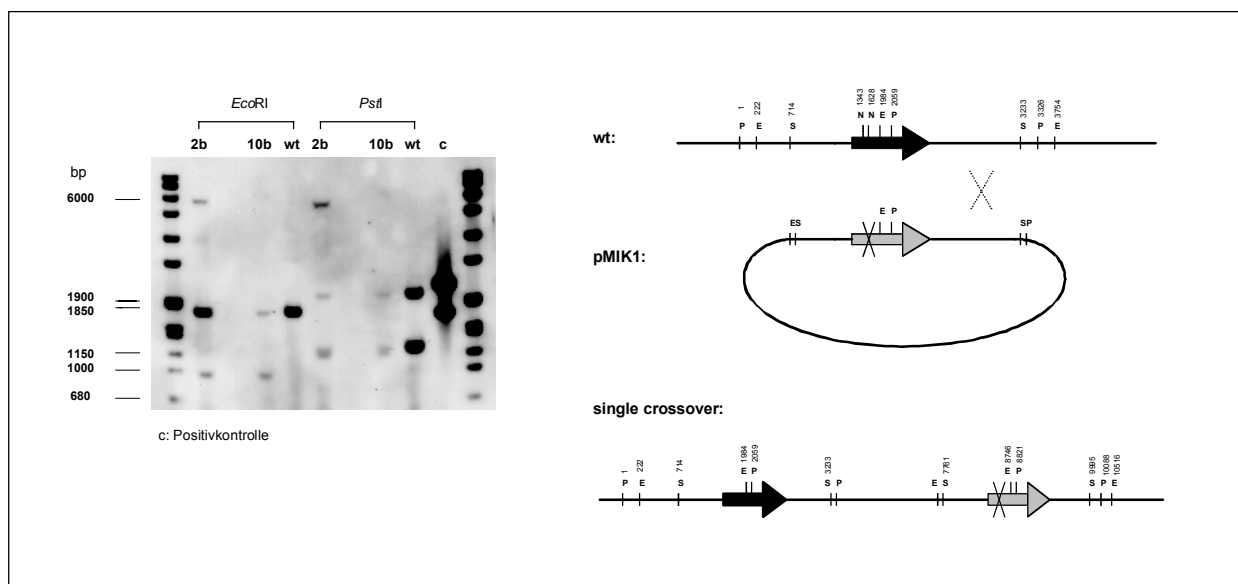 EcoRI PstI
2b 10b wt 2b 10b wt c
bp
6000
1900
1850
1150
1000
680
c: Positivkontrolle
wt:
1 222 714 1343 1628 1984 2059 3233 3326 3754
P E S N N E P S P E
pMIK1:
ES E P SP
single crossover:
1 222 714 1984 2059 3233 7761 8746 8821 9995 10088 10516
P E S E P S P E S E P S P E